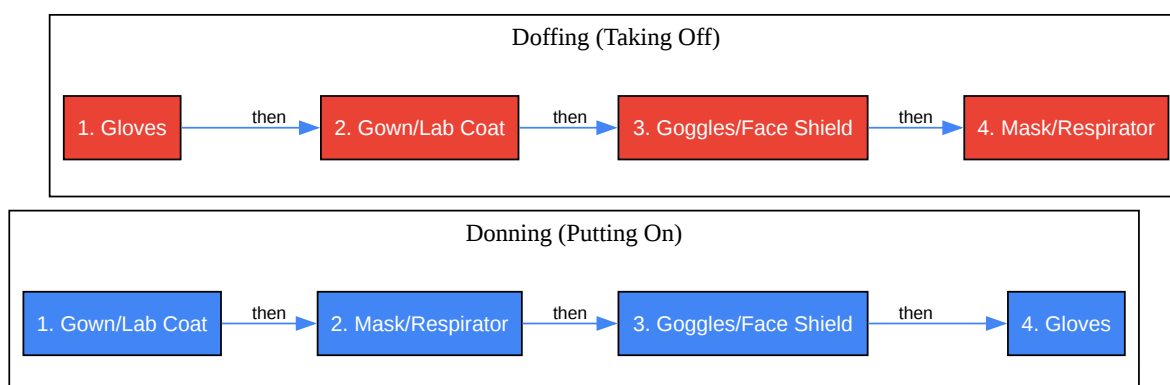 Doffing (Taking Off)
1. Gloves
then
2. Gown/Lab Coat
then
3. Goggles/Face Shield
then
4. Mask/Respirator
Donning (Putting On)
1. Gown/Lab Coat
then
2. Mask/Respirator
then
3. Goggles/Face Shield
then
4. Gloves